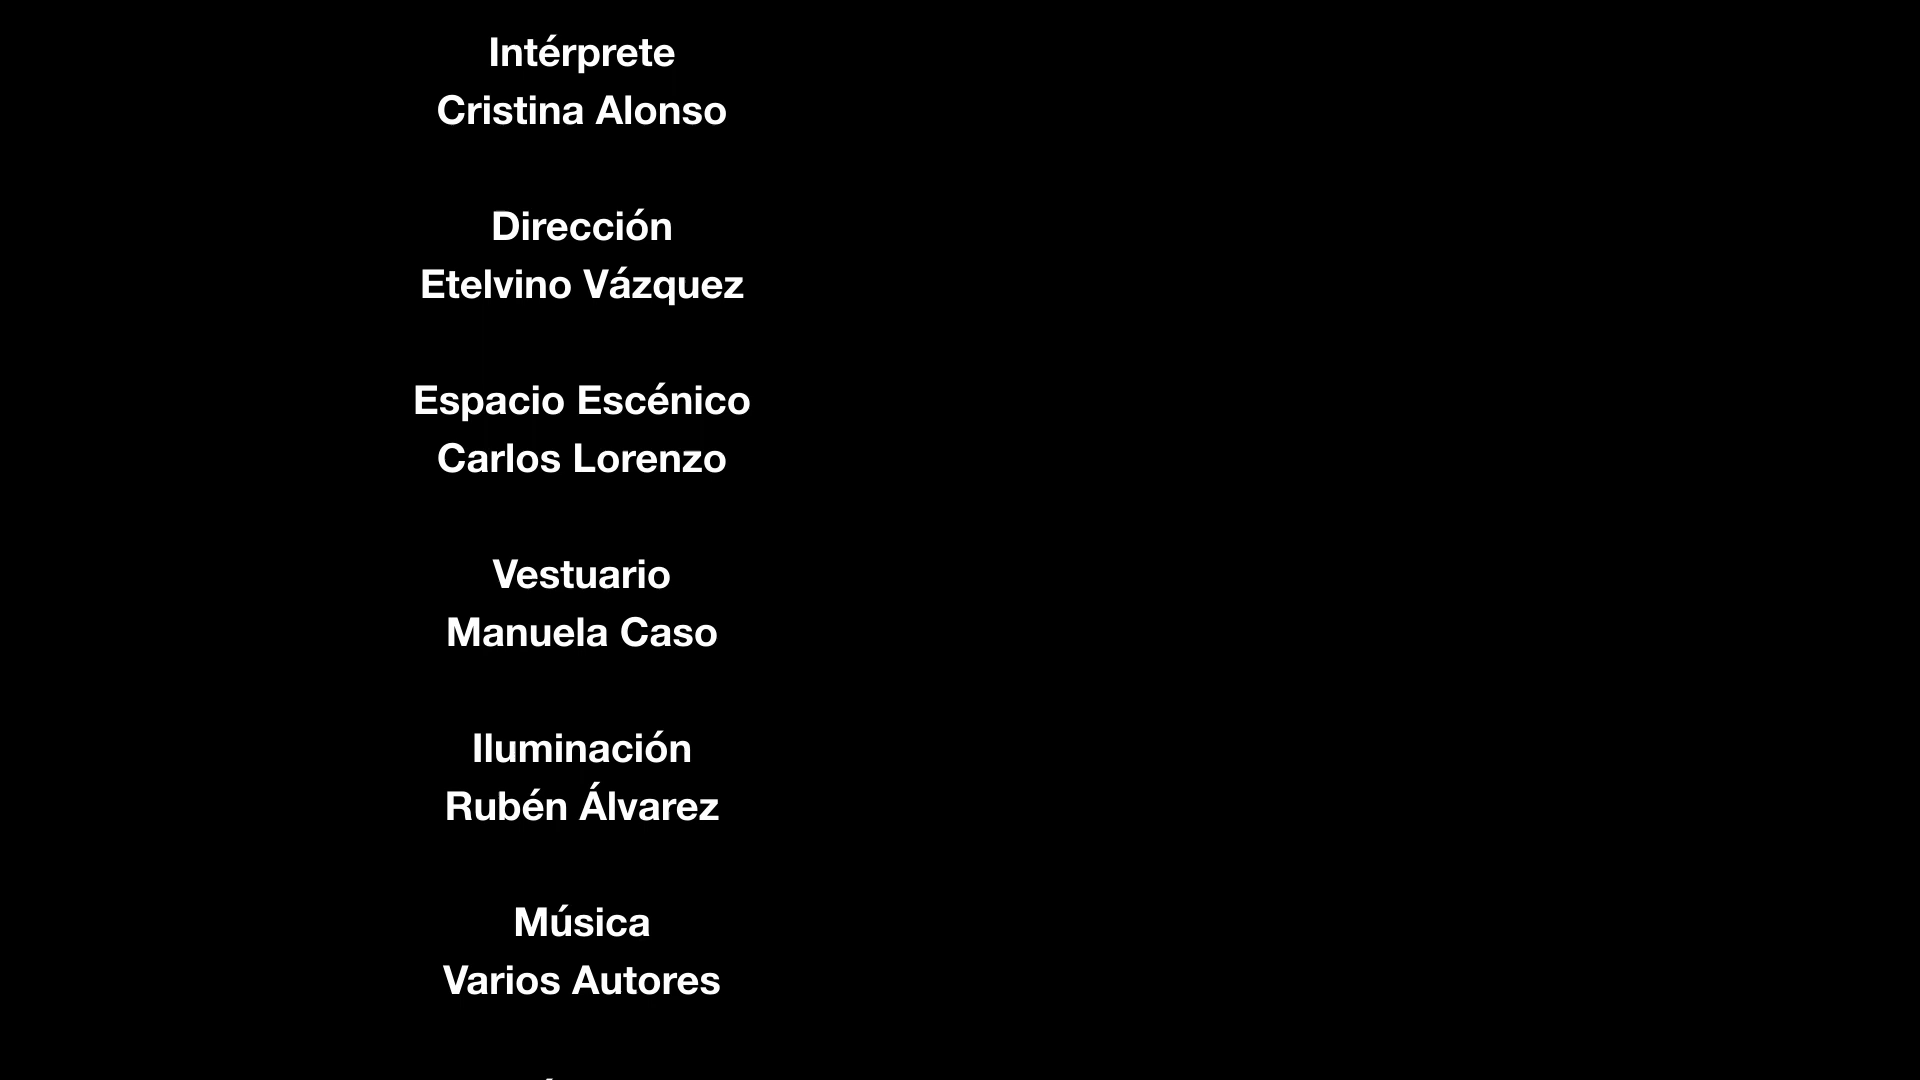 Intérprete
Cristina Alonso
Dirección
Etelvino Vázquez
Espacio Escénico
Carlos Lorenzo
Vestuario
Manuela Caso
Iluminación
Rubén Álvarez
Música
Varios Autores